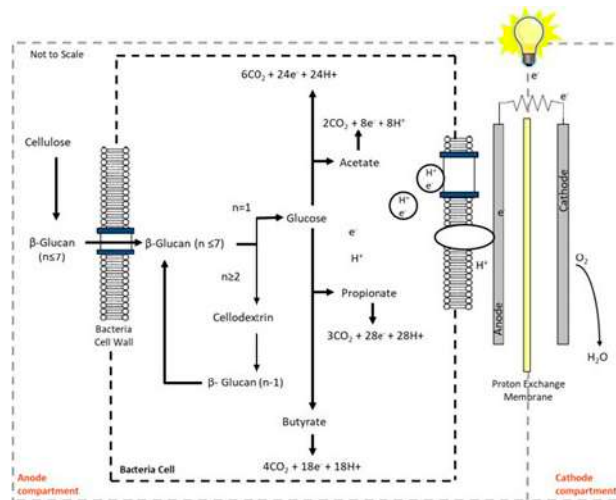 Not to Scale
e⁻
6CO₂ + 24e⁻ + 24H+
e⁻
2CO₂ + 8e⁻ + 8H⁺
Cellulose
Acetate
H⁺
e⁻
H⁺
e⁻
Cathode
n=1
Glucose
β-Glucan
(n≤7)
β-Glucan (n ≤7)
e⁻
e
O₂
n≥2
H⁺
H⁺
Propionate
Cellodextrin
Anode
Bacteria
Cell Wall
3CO₂ + 28e⁻ + 28H+
H₂O
β- Glucan (n-1)
Proton Exchange
Membrane
Butyrate
4CO₂ + 18e⁻ + 18H+
Anode
compartment
Bacteria Cell
Cathode
compartment